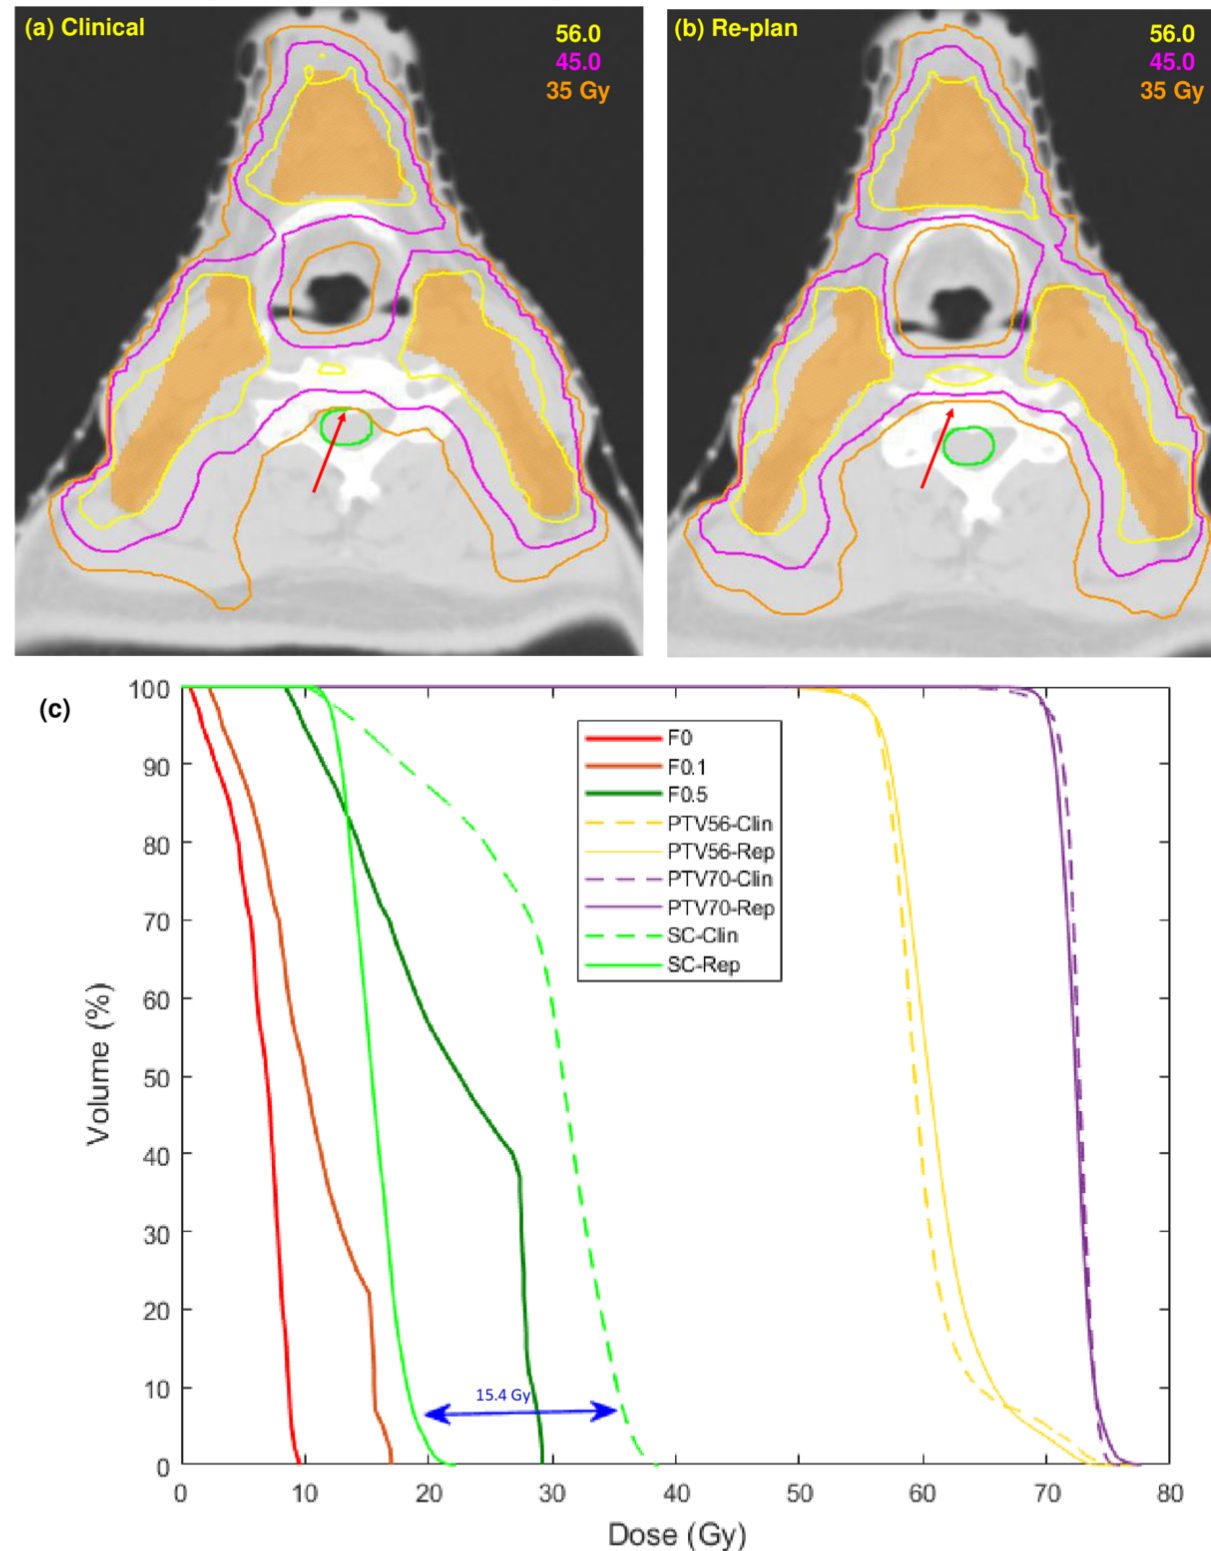 (a) Clinical
56.0
45.0
35 Gy
(b) Re-plan
56.0
45.0
35 Gy
(c)
100
90
80
70
60
50
40
30
20
10
0
Volume (%)
F0
F0.1
F0.5
PTV56-Clin
PTV56-Rep
PTV70-Clin
PTV70-Rep
SC-Clin
SC-Rep
15.4 Gy
0 10 20 30 40 50 60 70 80
Dose (Gy)